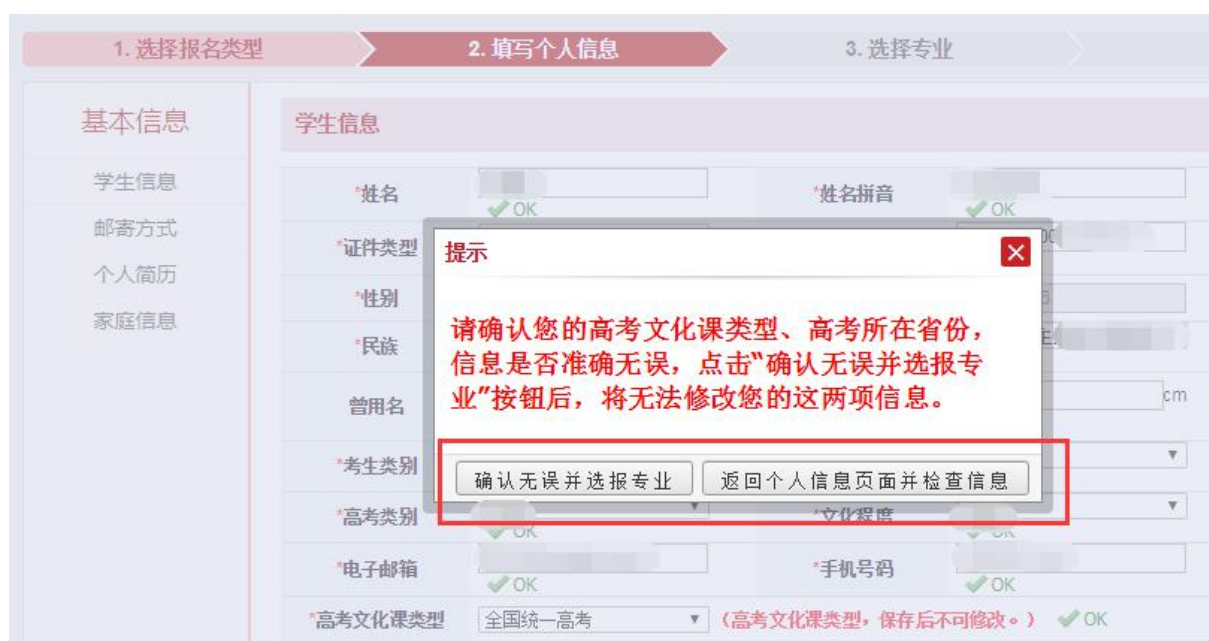 1. 选择报名类型
2. 填写个人信息
3. 选择专业
基本信息
学生信息
邮寄方式
个人简历
家庭信息
学生信息
*姓名
OK
*姓名拼音
OK
*证件类型
*性别
*民族
曾用名
cm
*考生类别
*高考类别
OK
*文化程度
OK
*电子邮箱
OK
*手机号码
OK
*高考文化课类型
全国统一高考
(高考文化课类型,保存后不可修改。)
OK
提示
请确认您的高考文化课类型、高考所在省份,
信息是否准确无误,点击“确认无误并选报专
业”按钮后,将无法修改您的这两项信息。
确认无误并选报专业
返回个人信息页面并检查信息